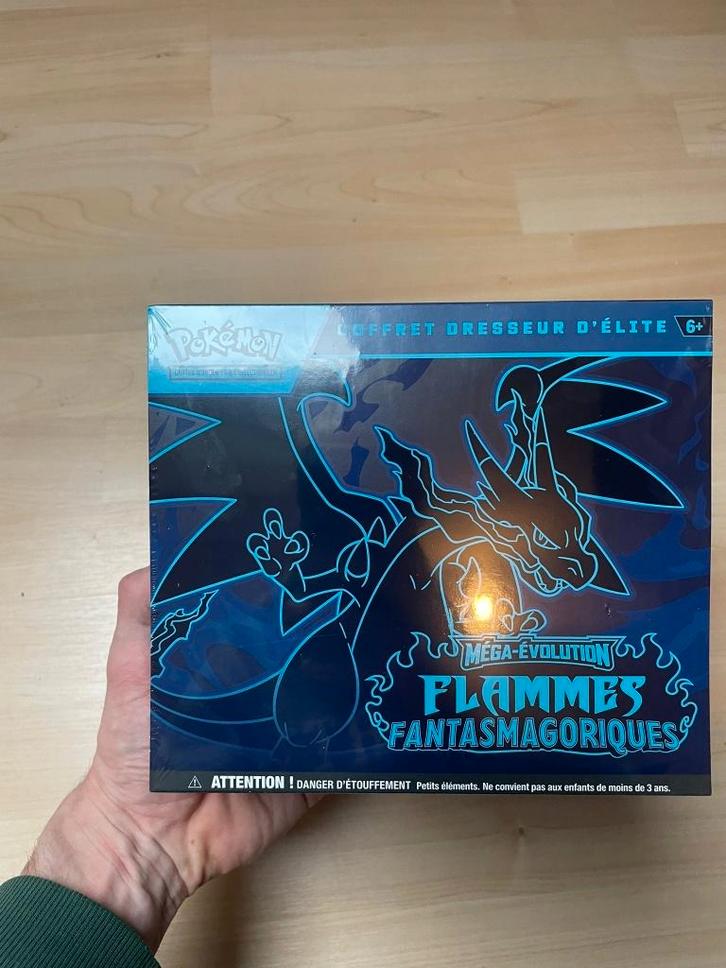 Pokémon
COFFRET DRESSEUR D'ÉLITE
6+
MÉGA-ÉVOLUTION
FLAMMES
FANTASMAGORIQUES
⚠ ATTENTION ! DANGER D'ÉTOUFFEMENT Petits éléments. Ne convient pas aux enfants de moins de 3 ans.